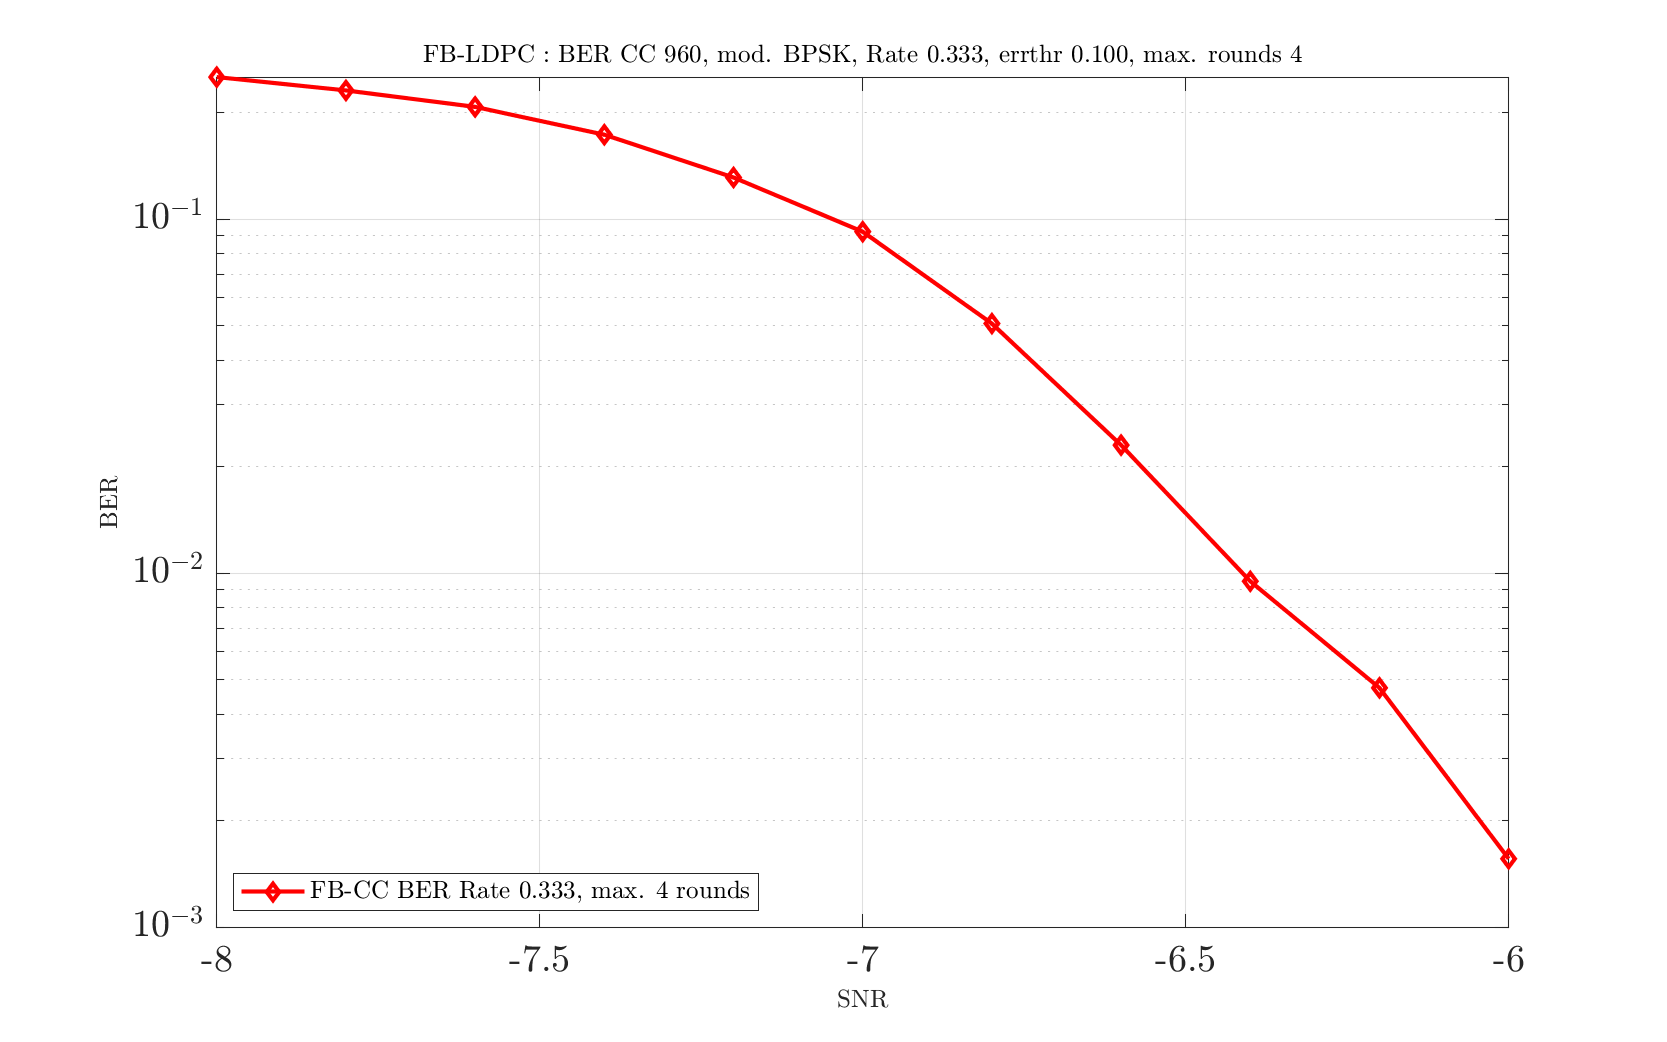 FB-LDPC : BER CC 960, mod. BPSK, Rate 0.333, errthr 0.100, max. rounds 4
10^{-1}
BER
10^{-2}
FB-CC BER Rate 0.333, max. 4 rounds
10^{-3}
-8 -7.5 -7 -6.5 -6
SNR